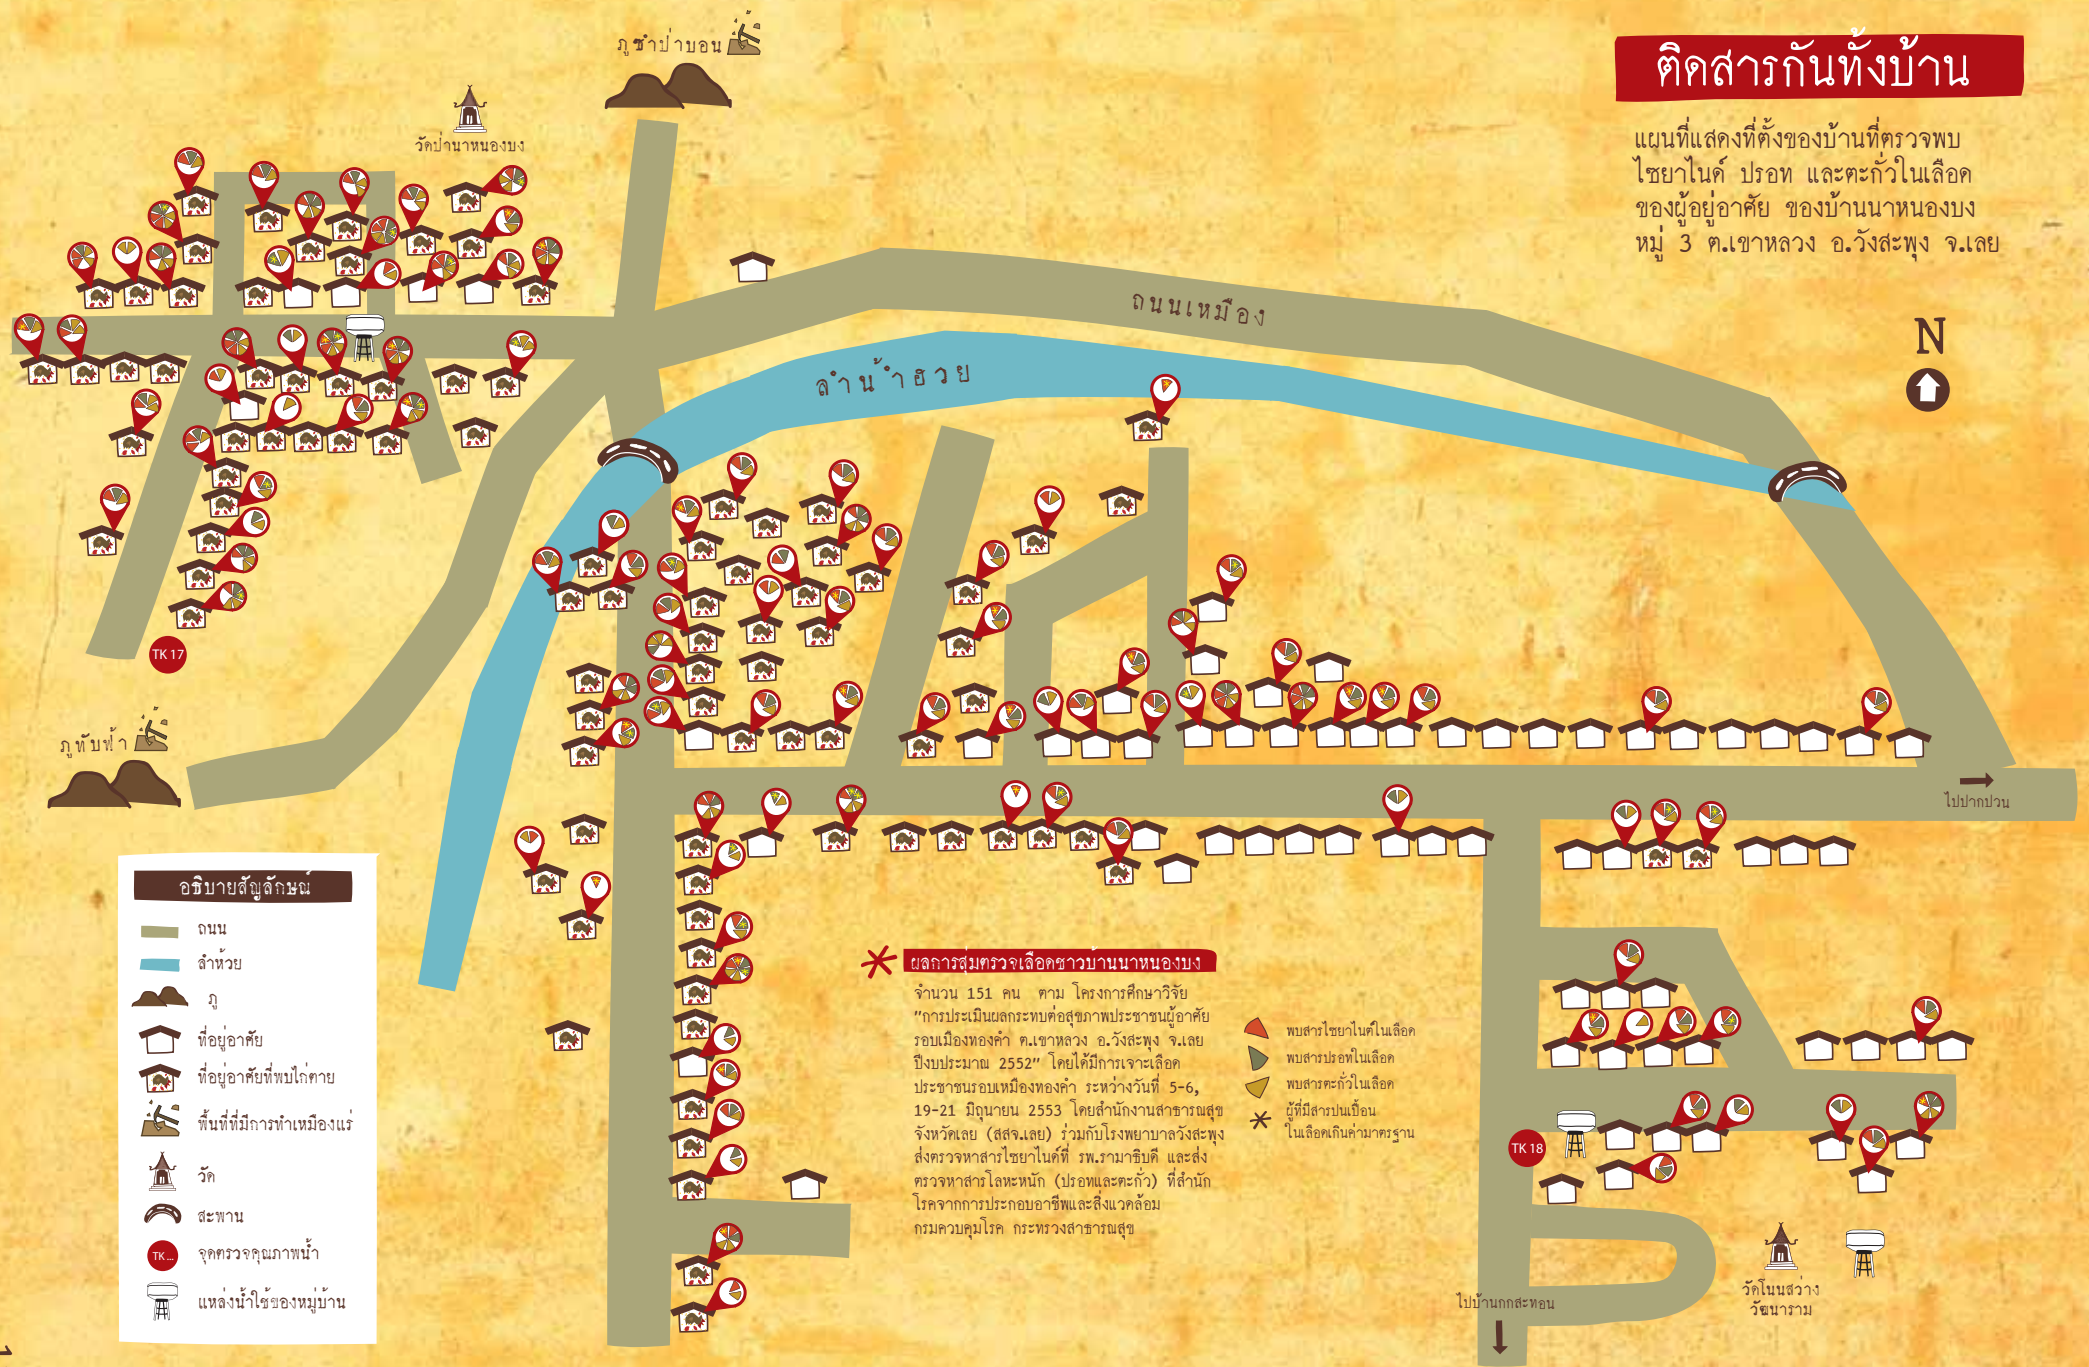 ติดสารกันทั้งบ้าน
แผนที่แสดงที่ตั้งของบ้านที่ตรวจพบ
ไซยาไนด์ ปรอท และตะกั่วในเลือด
ของผู้อยู่อาศัย ของบ้านนาหนองบง
หมู่ 3 ต.เขาหลวง อ.วังสะพุง จ.เลย
N
ภูซำป่าบอน
วัดป่านาหนองบง
ถนนเหมือง
ลำน้ำฮวย
TK 17
ภูทับฟ้า
ไปปากปวน
อธิบายสัญลักษณ์
ถนน
ลำห้วย
ภู
ที่อยู่อาศัย
ที่อยู่อาศัยที่พบไก่ตาย
พื้นที่ที่มีการทำเหมืองแร่
วัด
สะพาน
TK...
จุดตรวจคุณภาพน้ำ
แหล่งน้ำใช้ของหมู่บ้าน
ผลการสุ่มตรวจเลือดชาวบ้านนาหนองบง
จำนวน 151 คน ตาม โครงการศึกษาวิจัย
"การประเมินผลกระทบต่อสุขภาพประชาชนผู้อาศัย
รอบเมืองทองคำ ต.เขาหลวง อ.วังสะพุง จ.เลย
ปีงบประมาณ 2552" โดยได้มีการเจาะเลือด
ประชาชนรอบเหมืองทองคำ ระหว่างวันที่ 5-6,
19-21 มิถุนายน 2553 โดยสำนักงานสาธารณสุข
จังหวัดเลย (สสจ.เลย) ร่วมกับโรงพยาบาลวังสะพุง
ส่งตรวจหาสารไซยาไนด์ที่ รพ.รามาธิบดี และส่ง
ตรวจหาสารโลหะหนัก (ปรอทและตะกั่ว) ที่สำนัก
โรคจากการประกอบอาชีพและสิ่งแวดล้อม
กรมควบคุมโรค กระทรวงสาธารณสุข
พบสารไซยาไนด์ในเลือด
พบสารปรอทในเลือด
พบสารตะกั่วในเลือด
ผู้ที่มีสารปนเปื้อน
ในเลือดเกินค่ามาตรฐาน
TK 18
ไปบ้านกกสะทอน
วัดโนนสว่าง
วัฒนาราม
1